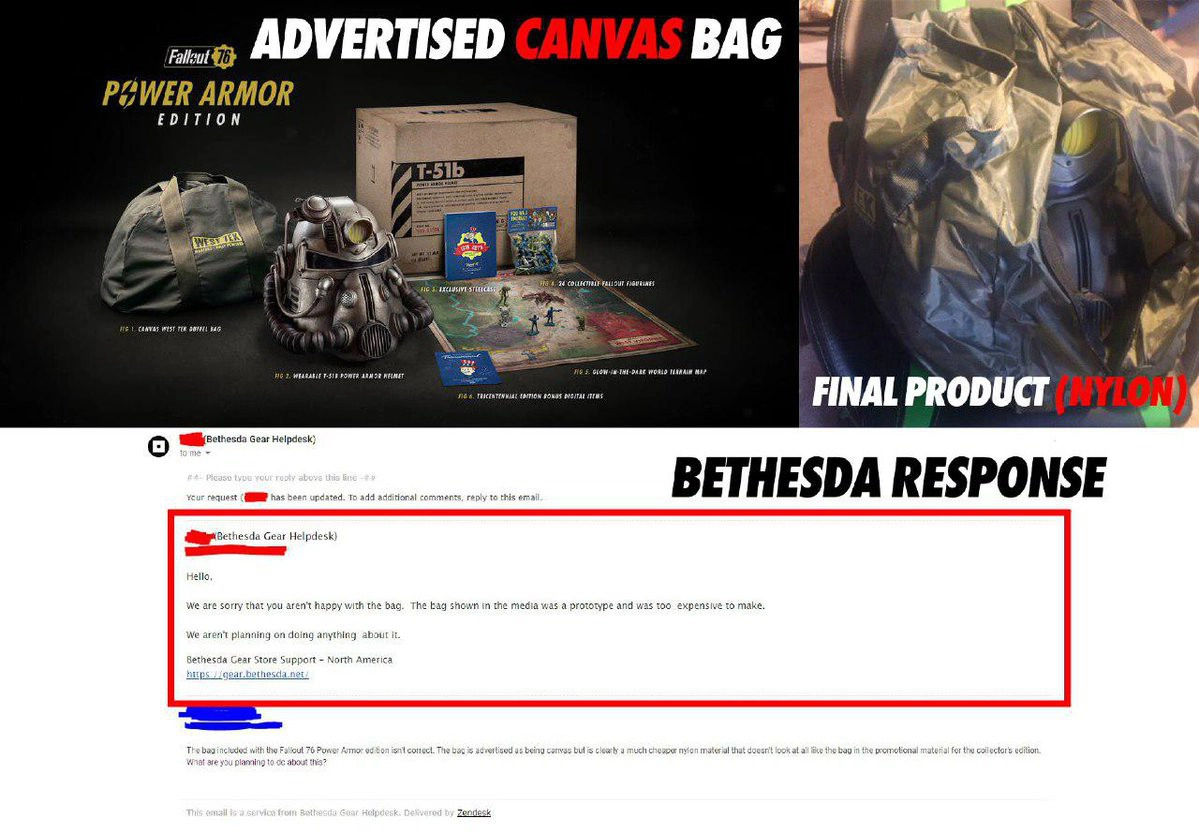 ADVERTISED CANVAS BAG
Fallout 76
POWER ARMOR
EDITION
T-51b
WEST TEK
FIG 1. CANVAS WEST TEK DUFFEL BAG
FIG 2. WEARABLE T-51B POWER ARMOR HELMET
FIG 3. EXCLUSIVE STEELCASE
FIG 4. 24 COLLECTIBLE FALLOUT FIGURINES
FIG 5. GLOW-IN-THE-DARK WORLD TERRAIN MAP
FIG 6. TRICENTENNIAL EDITION BONUS DIGITAL ITEMS
FINAL PRODUCT (NYLON)
BETHESDA RESPONSE
(Bethesda Gear Helpdesk)
to me
##- Please type your reply above this line -##
Your request ( has been updated. To add additional comments, reply to this email.
(Bethesda Gear Helpdesk)
Hello,
We are sorry that you aren't happy with the bag. The bag shown in the media was a prototype and was too expensive to make.
We aren't planning on doing anything about it.
Bethesda Gear Store Support - North America
https://gear.bethesda.net/
The bag included with the Fallout 76 Power Armor edition isn't correct. The bag is advertised as being canvas but is clearly a much cheaper nylon material that doesn't look at all like the bag in the promotional material for the collector's edition.
What are you planning to do about this?
This email is a service from Bethesda Gear Helpdesk. Delivered by Zendesk